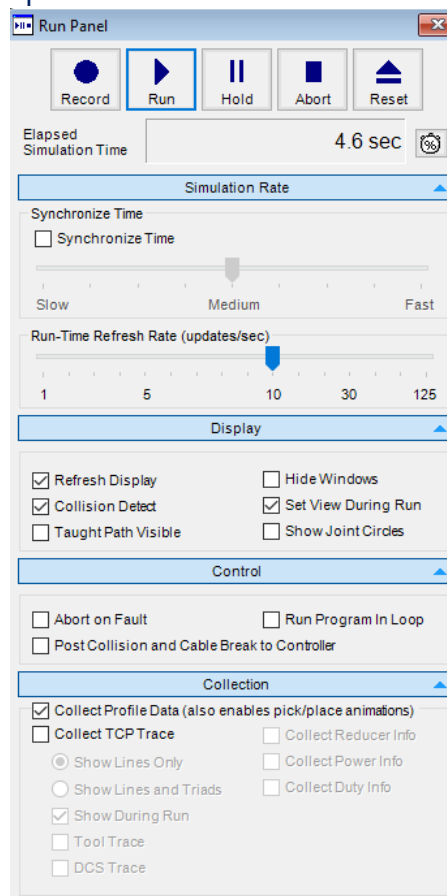 Run Panel
Record Run Hold Abort Reset
Elapsed
Simulation Time
4.6 sec
Simulation Rate
Synchronize Time
Synchronize Time
Slow Medium Fast
Run-Time Refresh Rate (updates/sec)
1 5 10 30 125
Display
Refresh Display Hide Windows
Collision Detect Set View During Run
Taught Path Visible Show Joint Circles
Control
Abort on Fault Run Program In Loop
Post Collision and Cable Break to Controller
Collection
Collect Profile Data (also enables pick/place animations)
Collect TCP Trace Collect Reducer Info
Show Lines Only Collect Power Info
Show Lines and Triads Collect Duty Info
Show During Run
Tool Trace
DCS Trace